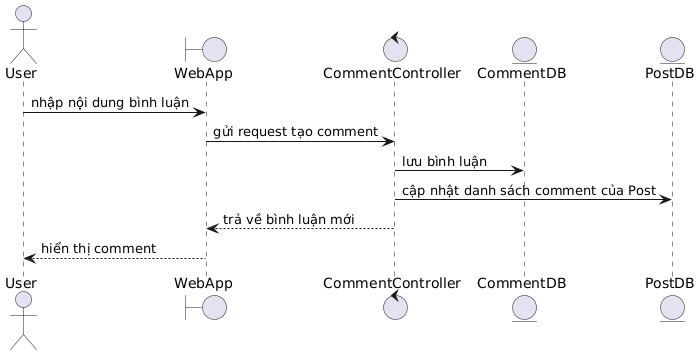 User
WebApp
CommentController
CommentDB
PostDB
nhập nội dung bình luận
gửi request tạo comment
lưu bình luận
cập nhật danh sách comment của Post
trả về bình luận mới
hiển thị comment
User
WebApp
CommentController
CommentDB
PostDB